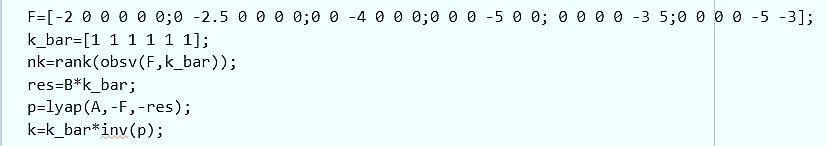 F=[-2 0 0 0 0 0;0 -2.5 0 0 0 0;0 0 -4 0 0 0;0 0 0 -5 0 0; 0 0 0 0 -3 5;0 0 0 0 -5 -3];
k_bar=[1 1 1 1 1 1];
nk=rank(obsv(F,k_bar));
res=B*k_bar;
p=lyap(A,-F,-res);
k=k_bar*inv(p);